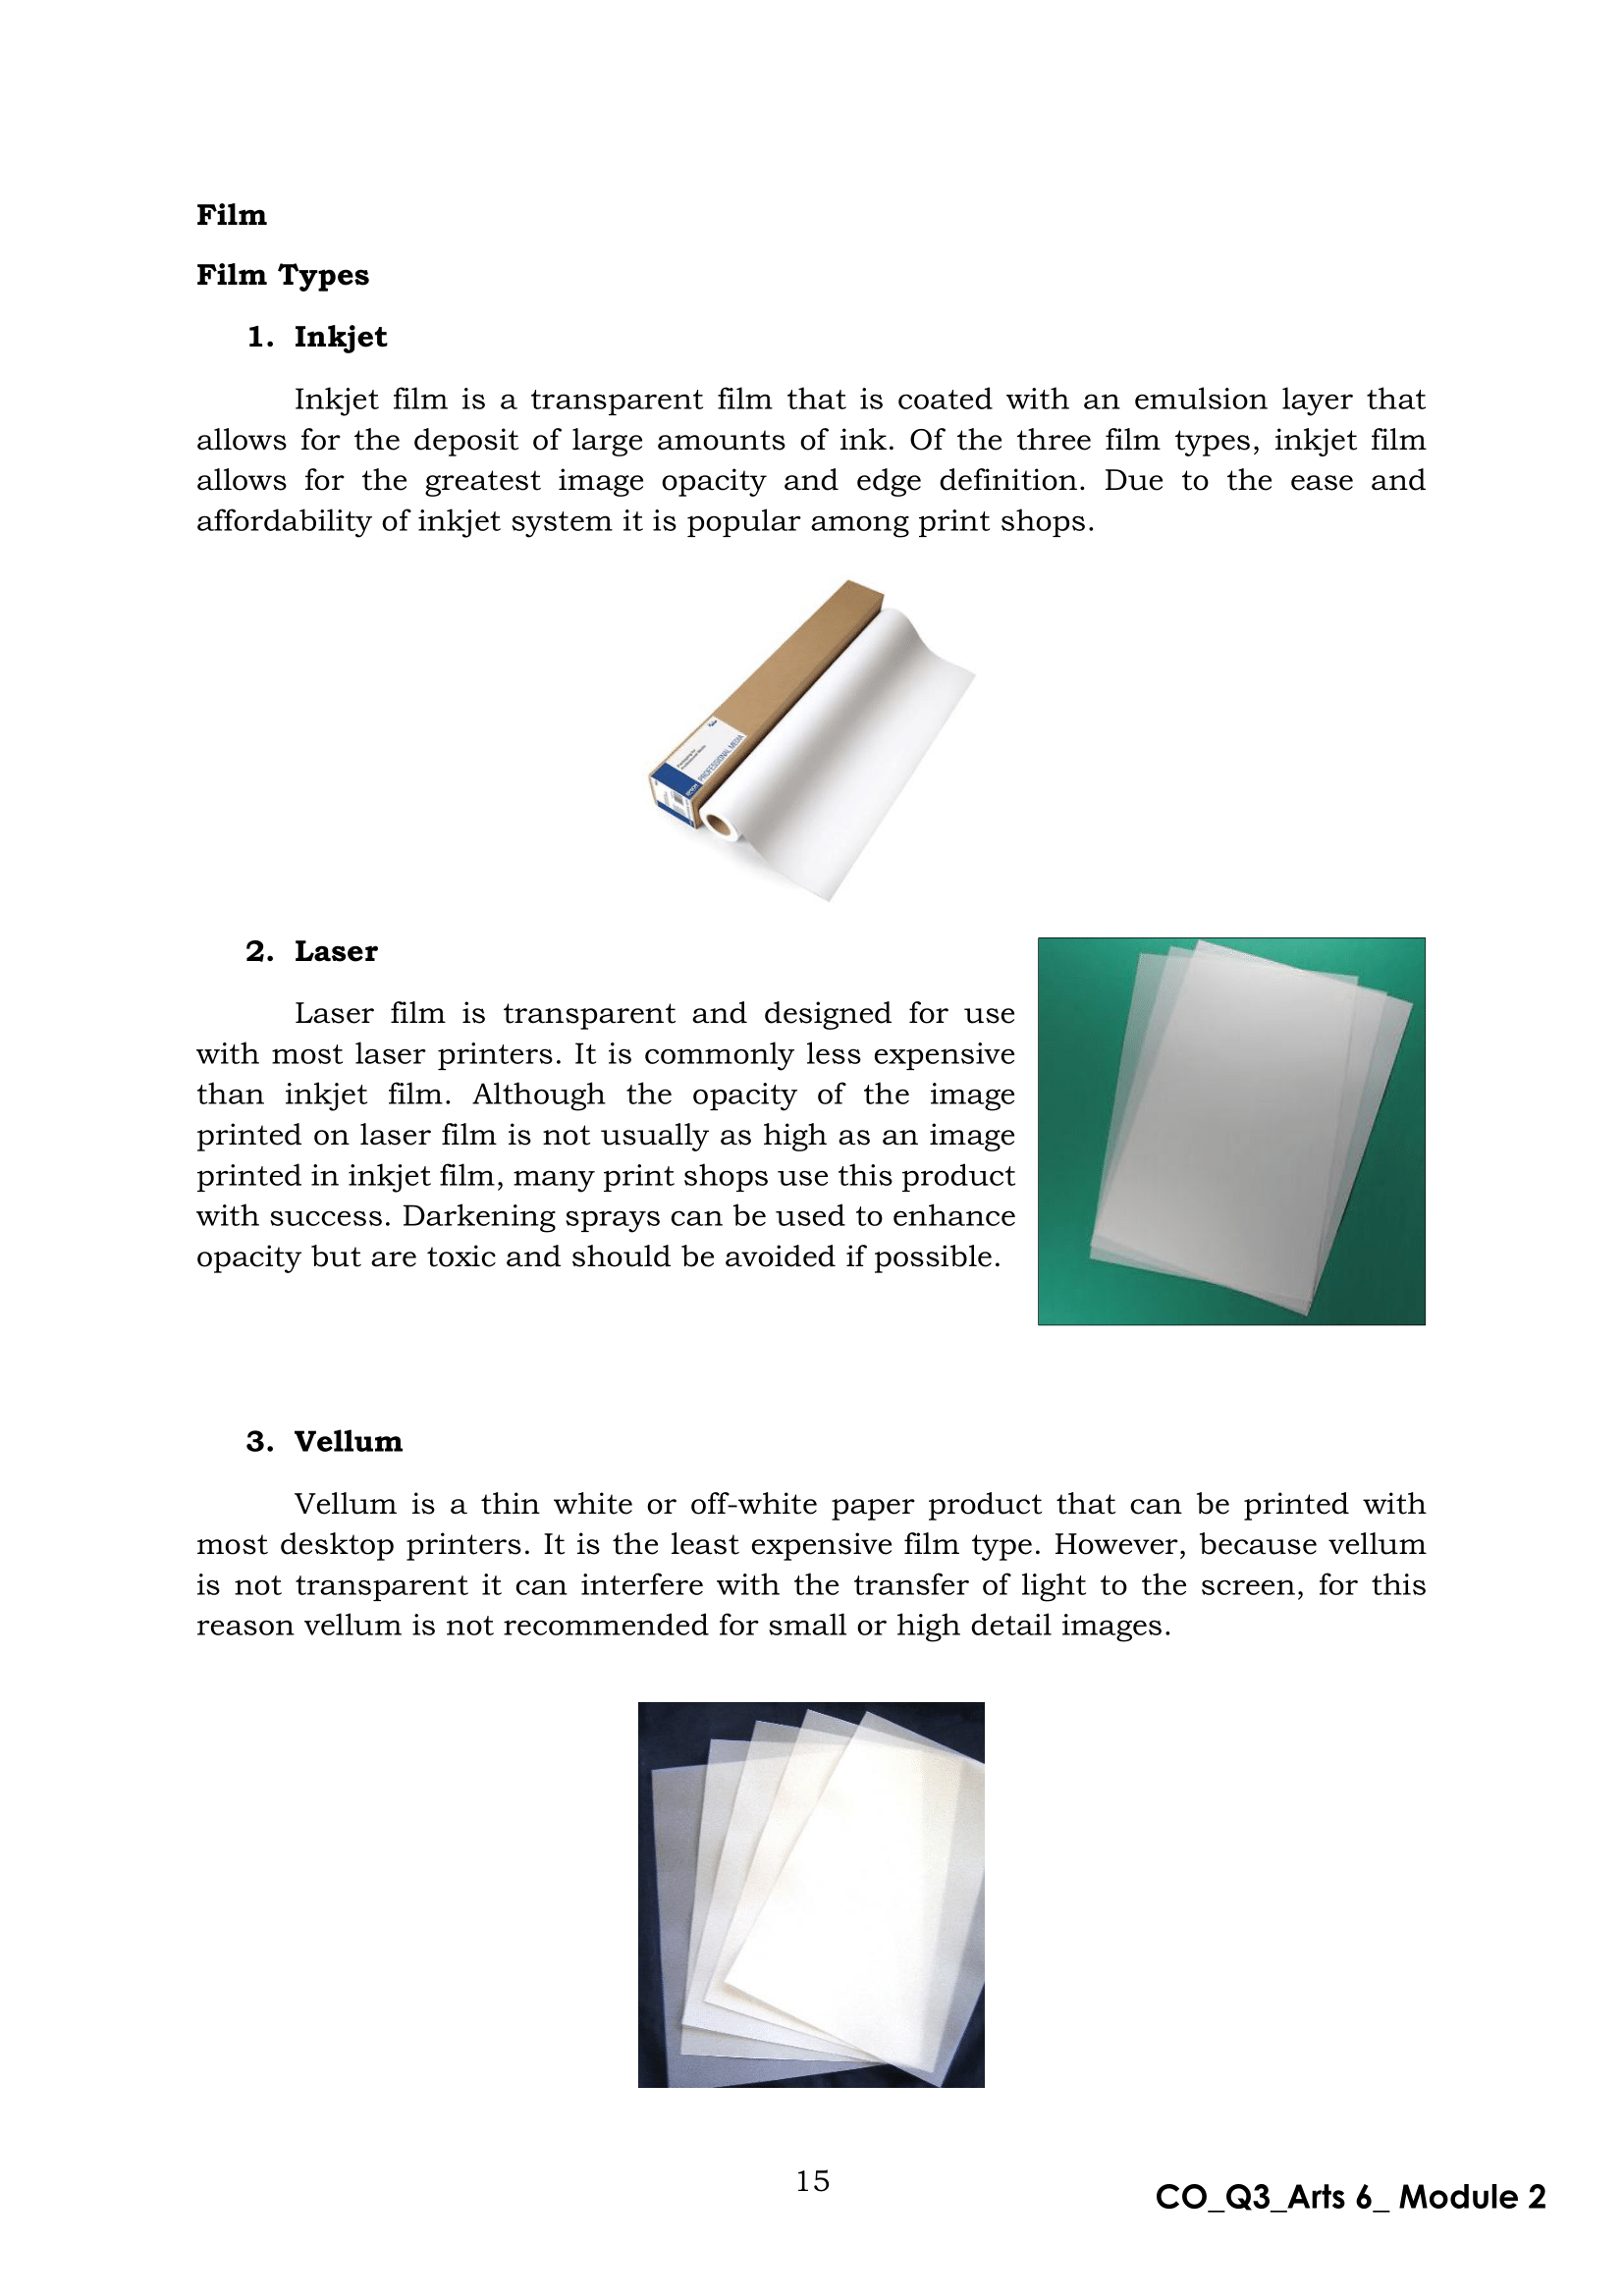 Film
Film Types
1. Inkjet
Inkjet film is a transparent film that is coated with an emulsion layer that
allows for the deposit of large amounts of ink. Of the three film types, inkjet film
allows for the greatest image opacity and edge definition. Due to the ease and
affordability of inkjet system it is popular among print shops.
PROFESSIONAL MEDIA
2. Laser
Laser film is transparent and designed for use
with most laser printers. It is commonly less expensive
than inkjet film. Although the opacity of the image
printed on laser film is not usually as high as an image
printed in inkjet film, many print shops use this product
with success. Darkening sprays can be used to enhance
opacity but are toxic and should be avoided if possible.
3. Vellum
Vellum is a thin white or off-white paper product that can be printed with
most desktop printers. It is the least expensive film type. However, because vellum
is not transparent it can interfere with the transfer of light to the screen, for this
reason vellum is not recommended for small or high detail images.
15
CO_Q3_Arts 6_ Module 2